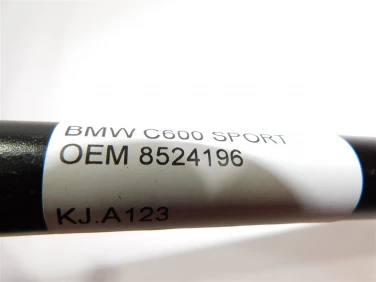 BMW C600 SPORT
OEM 8524196
KJ.A123